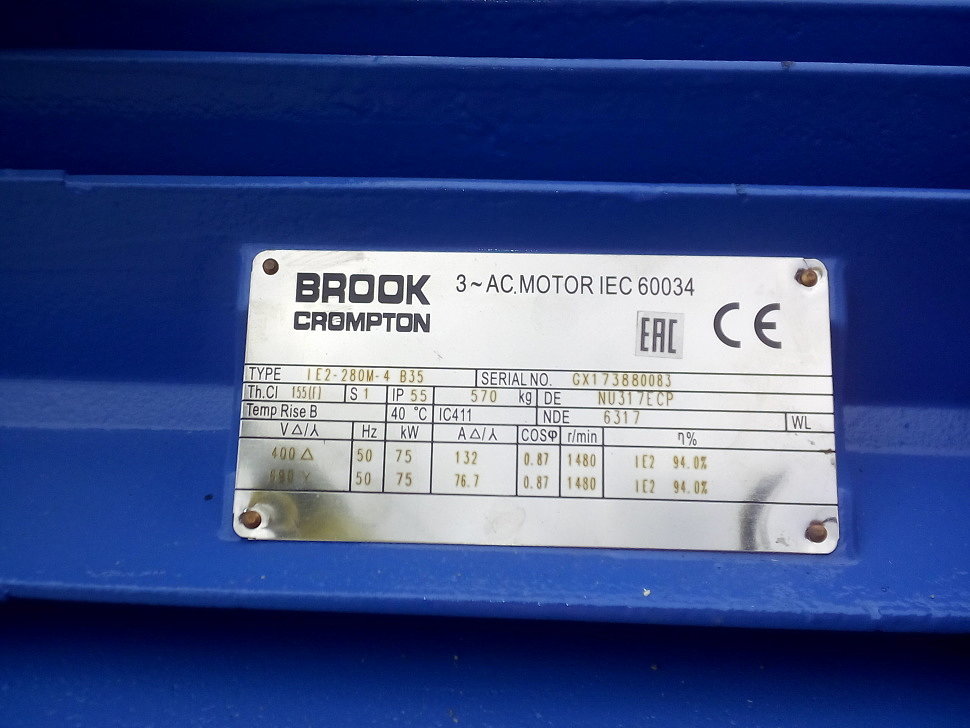 BROOK
CROMPTON
3~AC.MOTOR IEC 60034
EAC CE
TYPE IE2-280M-4 B35 SERIAL NO. GX173880083
Th.Cl 155(F) S1 IP 55 570 kg DE NU317ECP
Temp Rise B 40 °C IC411 NDE 6317 WL
V △/⅄ Hz kW A △/⅄ COSφ r/min η%
400 △ 50 75 132 0.87 1480 IE2 94.0%
690 Y 50 75 76.7 0.87 1480 IE2 94.0%